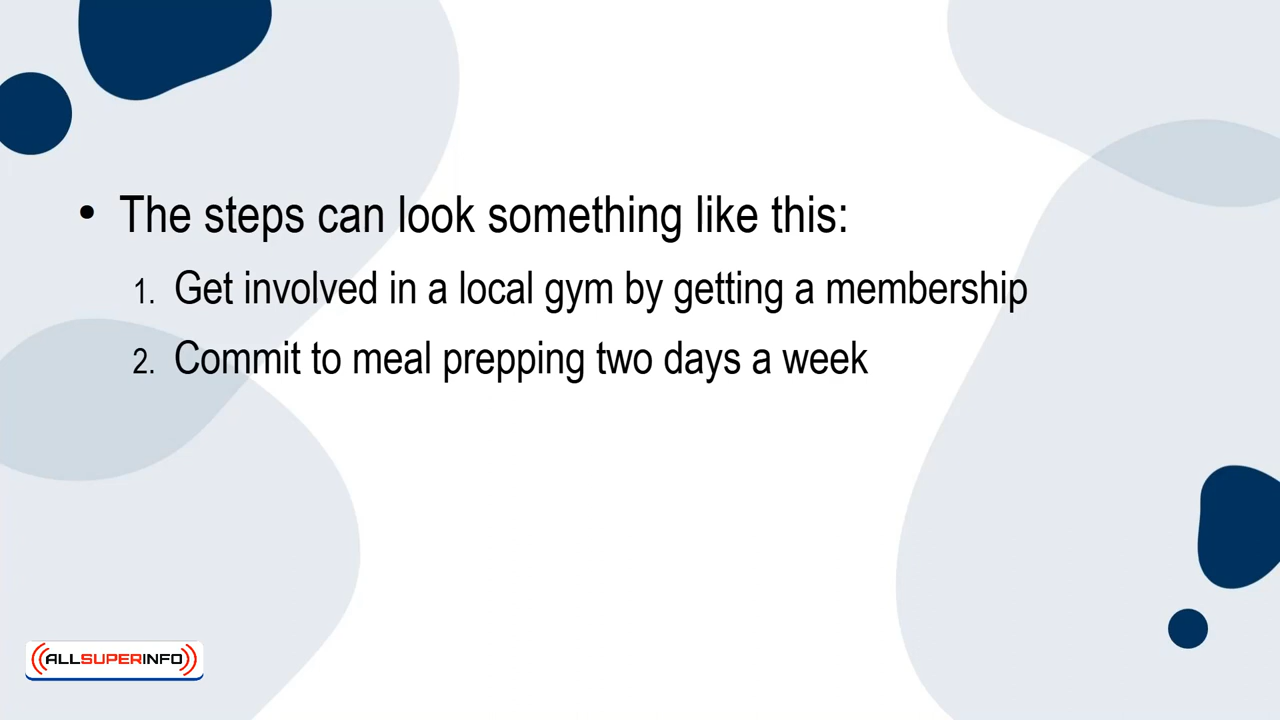 • The steps can look something like this:
1. Get involved in a local gym by getting a membership
2. Commit to meal prepping two days a week
ALLSUPERINFO